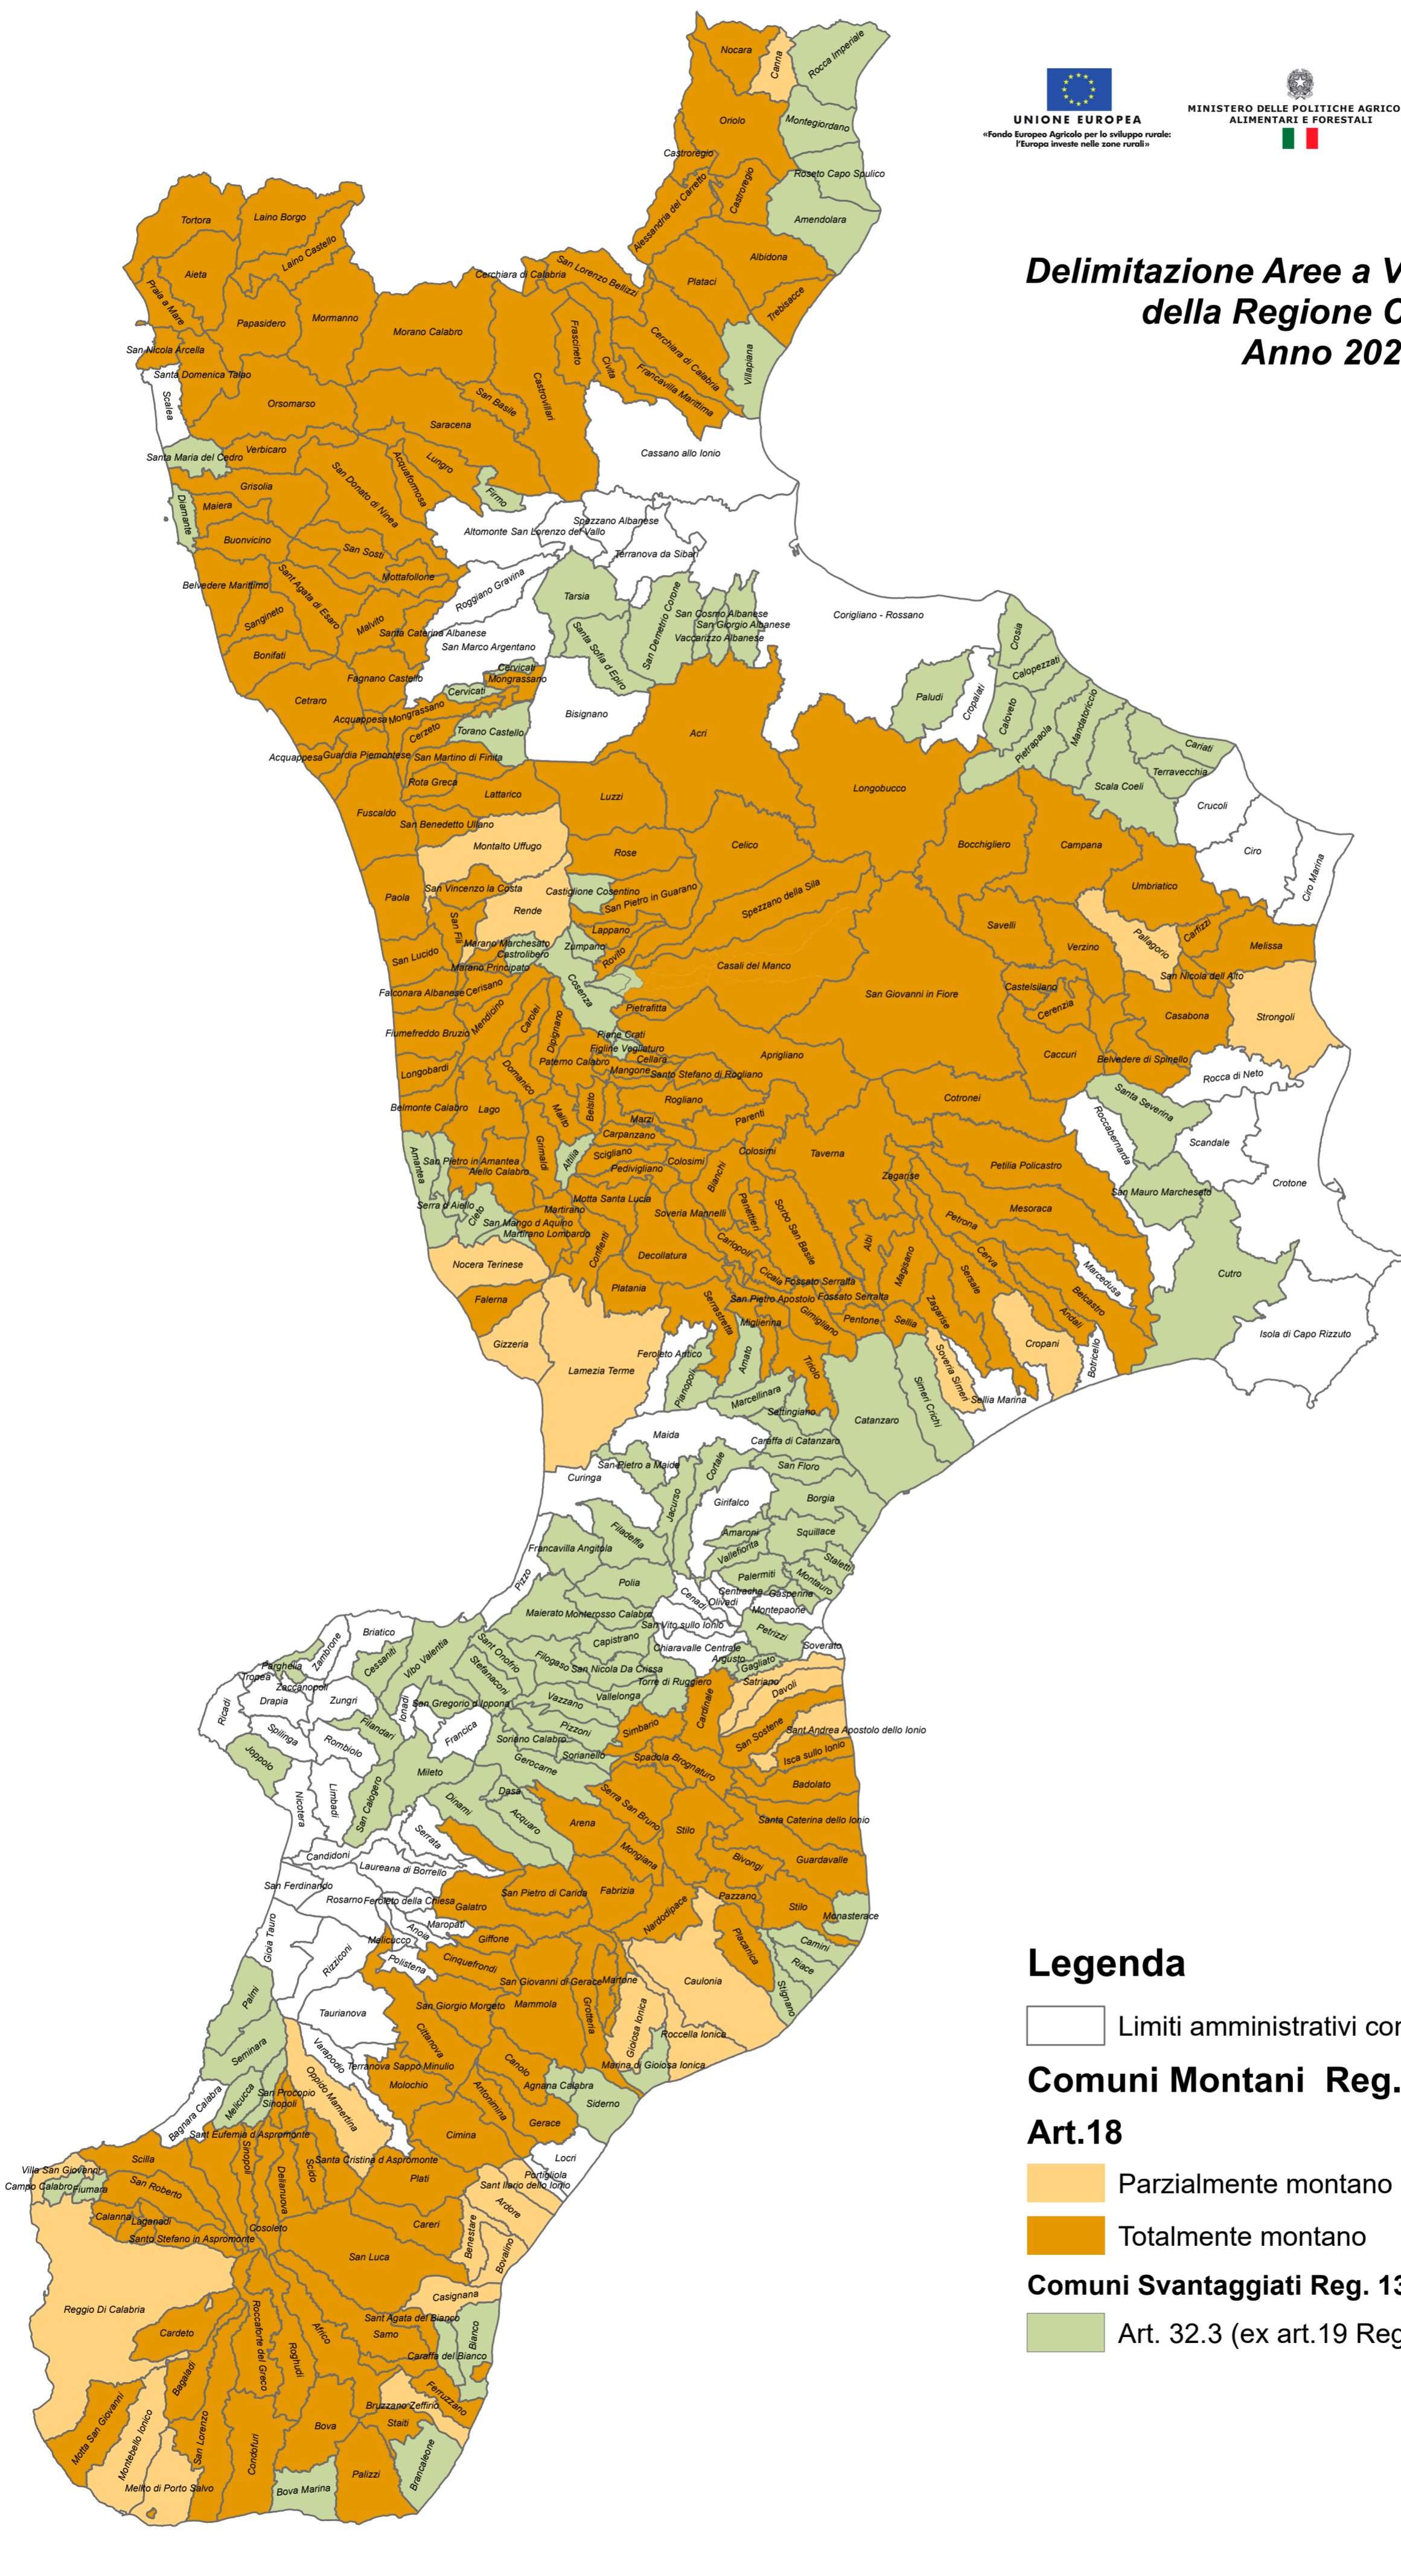 UNIONE EUROPEA
«Fondo Europeo Agricolo per lo sviluppo rurale:
l'Europa investe nelle zone rurali»
MINISTERO DELLE POLITICHE AGRICO
ALIMENTARI E FORESTALI
Delimitazione Aree a V
della Regione C
Anno 202
Nocara
Canna
Rocca Imperiale
Oriolo
Montegiordano
Castroregio
Roseto Capo Spulico
Alessandria del Carretto
Castroregio
Amendolara
Tortora
Laino Borgo
Laino Castello
Albidona
Aieta
Cerchiara di Calabria
San Lorenzo Bellizzi
Plataci
Praia a Mare
Trebisacce
Papasidero
Mormanno
Morano Calabro
Frascineto
Civita
Cerchiara di Calabria
San Nicola Arcella
Villapiana
Santa Domenica Talao
Francavilla Marittima
Scalea
Orsomarso
San Basile
Castrovillari
Saracena
Verbicaro
Santa Maria del Cedro
Cassano allo Ionio
Lungro
Acquaformosa
Grisolia
San Donato di Ninea
Firmo
Maiera
Diamante
Spezzano Albanese
Altomonte
San Lorenzo del Vallo
Buonvicino
San Sosti
Terranova da Sibari
Mottafollone
Roggiano Gravina
Belvedere Marittimo
Sant Agata di Esaro
Tarsia
San Demetrio Corone
San Cosmo Albanese
Corigliano - Rossano
Sangineto
Malvito
San Giorgio Albanese
Santa Caterina Albanese
Vaccarizzo Albanese
Crosia
San Marco Argentano
Santa Sofia d Epiro
Bonifati
Cervicati
Calopezzati
Fagnano Castello
Mongrassano
Cervicati
Paludi
Cropalati
Cetraro
Mandatoriccio
Caloveto
Mongrassano
Bisignano
Acquappesa
Cerzeto
Torano Castello
Acri
Pietrapaola
Cariati
Acquappesa
Guardia Piemontese
San Martino di Finita
Terravecchia
Rota Greca
Scala Coeli
Lattarico
Luzzi
Longobucco
Crucoli
Fuscaldo
San Benedetto Ullano
Montalto Uffugo
Rose
Celico
Bocchigliero
Campana
Ciro
Ciro Marina
San Vincenzo la Costa
Castiglione Cosentino
San Pietro in Guarano
Spezzano della Sila
Umbriatico
Paola
Rende
San Fili
Lappano
Savelli
Carfizzi
Marano Marchesato
Zumpano
Verzino
Pallagorio
Melissa
Castrolibero
Rovito
San Lucido
Marano Principato
Casali del Manco
San Nicola dell Alto
Falconara Albanese
Cerisano
Cosenza
San Giovanni in Fiore
Castelsilano
Pietrafitta
Cerenzia
Casabona
Strongoli
Mendicino
Carolei
Dipignano
Fiumefreddo Bruzio
Piane Crati
Figline Vegliaturo
Paterno Calabro
Cellara
Aprigliano
Caccuri
Belvedere di Spinello
Longobardi
Domanico
Mangone
Santo Stefano di Rogliano
Rocca di Neto
Belmonte Calabro
Lago
Malito
Belsito
Rogliano
Cotronei
Santa Severina
Marzi
Parenti
Roccabernarda
Carpanzano
Scandale
Amantea
San Pietro in Amantea
Grimaldi
Altilia
Scigliano
Colosimi
Taverna
Aiello Calabro
Pedivigliano
Colosimi
Bianchi
Zagarise
Petilia Policastro
Crotone
San Mauro Marchesato
Serra d Aiello
Cleto
Motta Santa Lucia
Panettieri
Mesoraca
Martirano
Soveria Mannelli
Sorbo San Basile
San Mango d Aquino
Petrona
Martirano Lombardo
Conflenti
Decollatura
Carlopoli
Albi
Magisano
Cerva
Nocera Terinese
Cicala
Fossato Serralta
Sersale
Marcedusa
Cutro
Platania
San Pietro Apostolo
Fossato Serralta
Belcastro
Falerna
Serrastretta
Miglierina
Gimigliano
Pentone
Sellia
Zagarise
Andali
Isola di Capo Rizzuto
Gizzeria
Lamezia Terme
Feroleto Antico
Amato
Tiriolo
Soveria Simeri
Cropani
Botricello
Pianopoli
Marcellinara
Simeri Crichi
Sellia Marina
Settingiano
Catanzaro
Maida
Caraffa di Catanzaro
San Pietro a Maida
Cortale
San Floro
Curinga
Jacurso
Girifalco
Borgia
Filadelfia
Amaroni
Squillace
Francavilla Angitola
Vallefiorita
Staletti
Pizzo
Polia
Palermiti
Montauro
Cenadi
Centrache
Gasperina
Olivadi
Maierato
Monterosso Calabro
Montepaone
San Vito sullo Ionio
Briatico
Petrizzi
Zambrone
Cessaniti
Vibo Valentia
Sant Onofrio
Capistrano
Chiaravalle Centrale
Soverato
Parghelia
Stefanaconi
Filogaso
San Nicola Da Crissa
Argusto
Gagliato
Tropea
Zaccanopoli
Torre di Ruggiero
Satriano
Ricadi
Drapia
Zungri
Ionadi
San Gregorio d Ippona
Vazzano
Vallelonga
Cardinale
Davoli
Spilinga
Filandari
Francica
Pizzoni
Simbario
San Sostene
Sant Andrea Apostolo dello Ionio
Rombiolo
Soriano Calabro
Joppolo
Gerocarne
Sorianello
Spadola
Brognaturo
Isca sullo Ionio
Mileto
Badolato
Nicotera
Limbadi
San Calogero
Dinami
Dasa
Serra San Bruno
Acquaro
Arena
Stilo
Santa Caterina dello Ionio
Serrata
Mongiana
Candidoni
Bivongi
Guardavalle
Laureana di Borrello
San Ferdinando
San Pietro di Carida
Fabrizia
Pazzano
Rosarno
Feroleto della Chiesa
Galatro
Nardodipace
Stilo
Monasterace
Gioia Tauro
Anoia
Maropati
Melicucco
Giffone
Placanica
Camini
Rizziconi
Polistena
Cinquefrondi
Riace
San Giovanni di Gerace
Martone
Caulonia
Palmi
Stignano
Taurianova
San Giorgio Morgeto
Mammola
Grotteria
Gioiosa Ionica
Seminara
Varapodio
Cittanova
Roccella Ionica
Terranova Sappo Minulio
Canolo
Marina di Gioiosa Ionica
Oppido Mamertina
Molochio
Agnana Calabra
Bagnara Calabra
Melicucca
San Procopio
Sinopoli
Antonimina
Siderno
Gerace
Sant Eufemia d Aspromonte
Cimina
Scilla
Sinopoli
Santa Cristina d Aspromonte
Locri
Villa San Giovanni
Scido
Portigliola
Campo Calabro
Fiumara
San Roberto
Delianuova
Plati
Sant Ilario dello Ionio
Ardore
Calanna
Laganadi
Cosoleto
Careri
Santo Stefano in Aspromonte
Benestare
Bovalino
San Luca
Casignana
Reggio Di Calabria
Sant Agata del Bianco
Cardeto
Roccaforte del Greco
Africo
Samo
Bianco
Roghudi
Caraffa del Bianco
Bagaladi
Ferruzzano
Motta San Giovanni
Bruzzano Zeffirio
Montebello Ionico
San Lorenzo
Bova
Staiti
Condofuri
Brancaleone
Palizzi
Melito di Porto Salvo
Bova Marina
Legenda
Limiti amministrativi co
Comuni Montani Reg.
Art.18
Parzialmente montano
Totalmente montano
Comuni Svantaggiati Reg. 13
Art. 32.3 (ex art.19 Reg